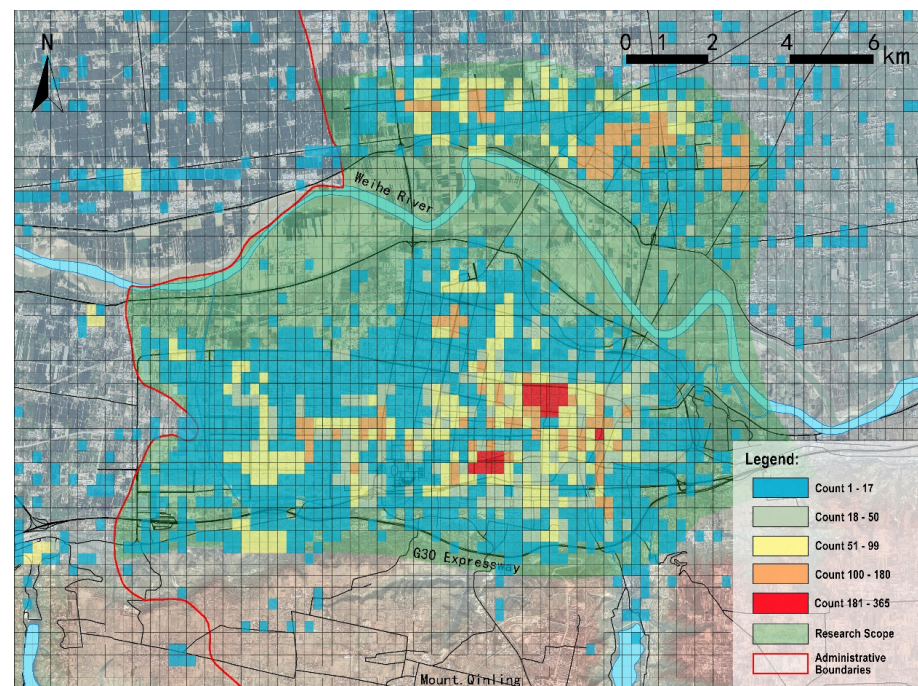 N
0 1 2 4 6 km
Weihe River
G30 Expressway
Mount. Qinling
Legend:
Count 1 - 17
Count 18 - 50
Count 51 - 99
Count 100 - 180
Count 181 - 365
Research Scope
Administrative
Boundaries